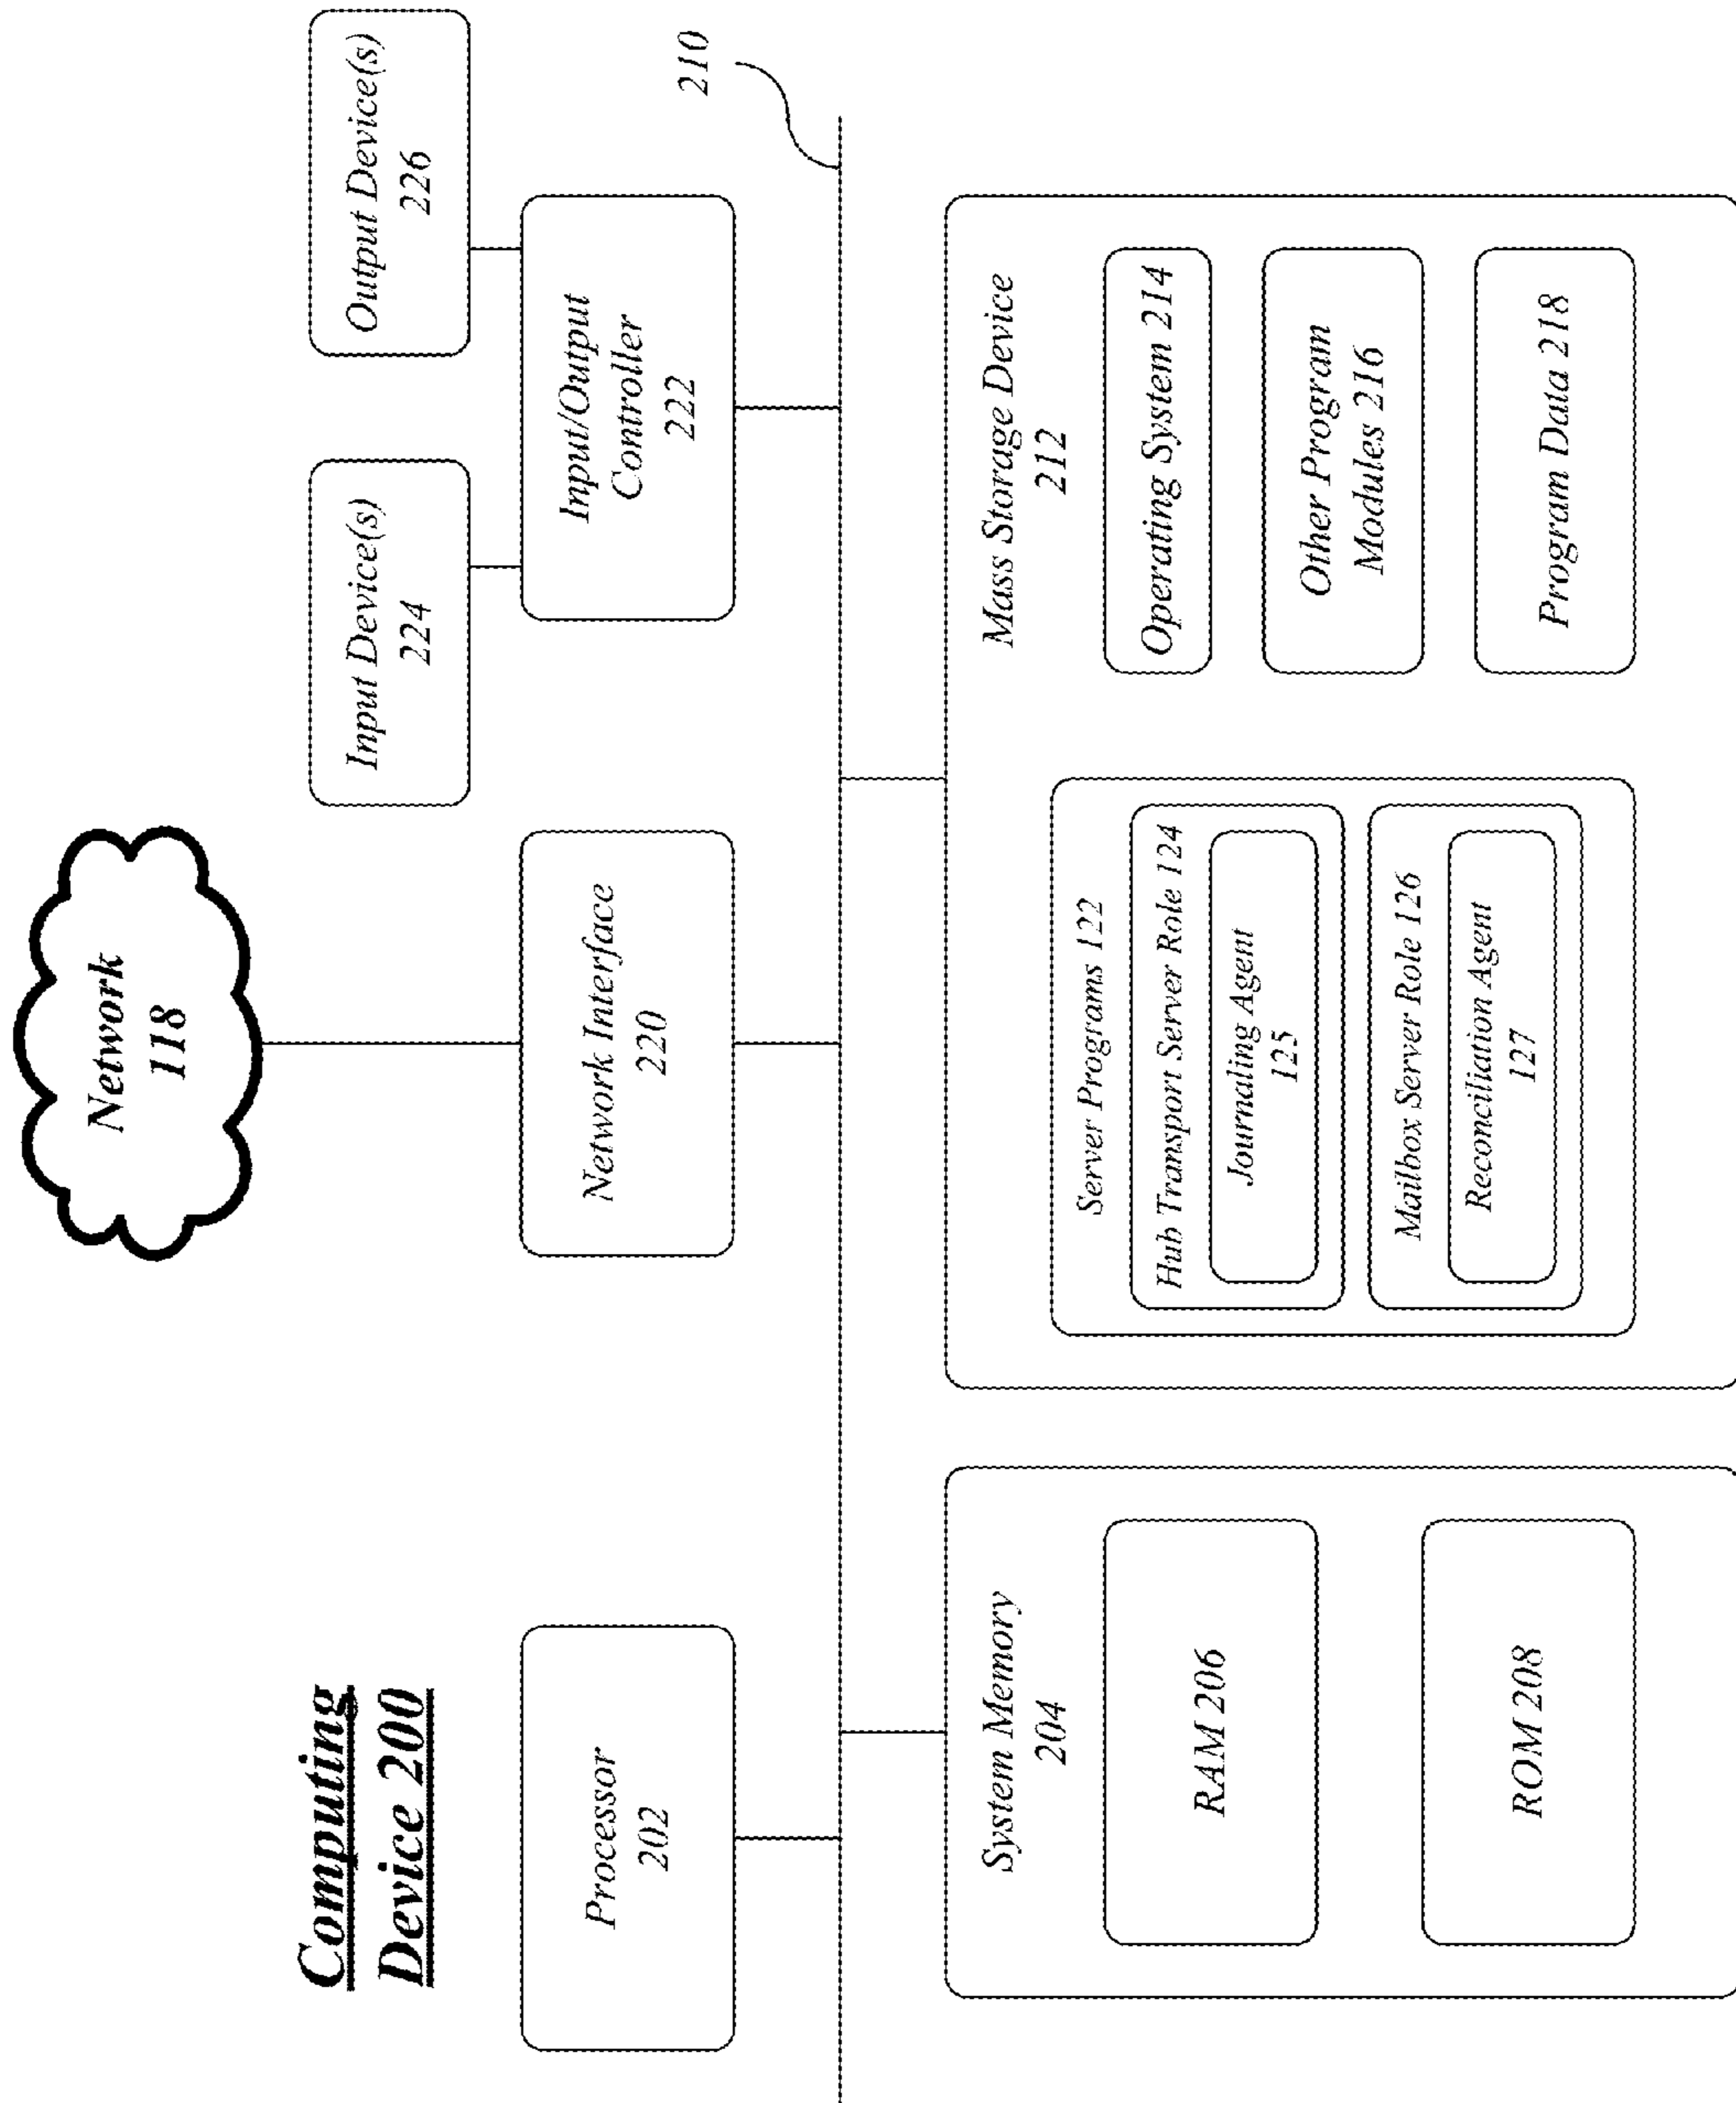 Computing
Device 200
Network
118
Processor
202
Network Interface
220
Input Device(s)
224
Output Device(s)
226
Input/Output
Controller
222
210
System Memory
204
RAM 206
ROM 208
Mass Storage Device
212
Server Programs 122
Hub Transport Server Role 124
Journaling Agent
125
Mailbox Server Role 126
Reconciliation Agent
127
Operating System 214
Other Program
Modules 216
Program Data 218